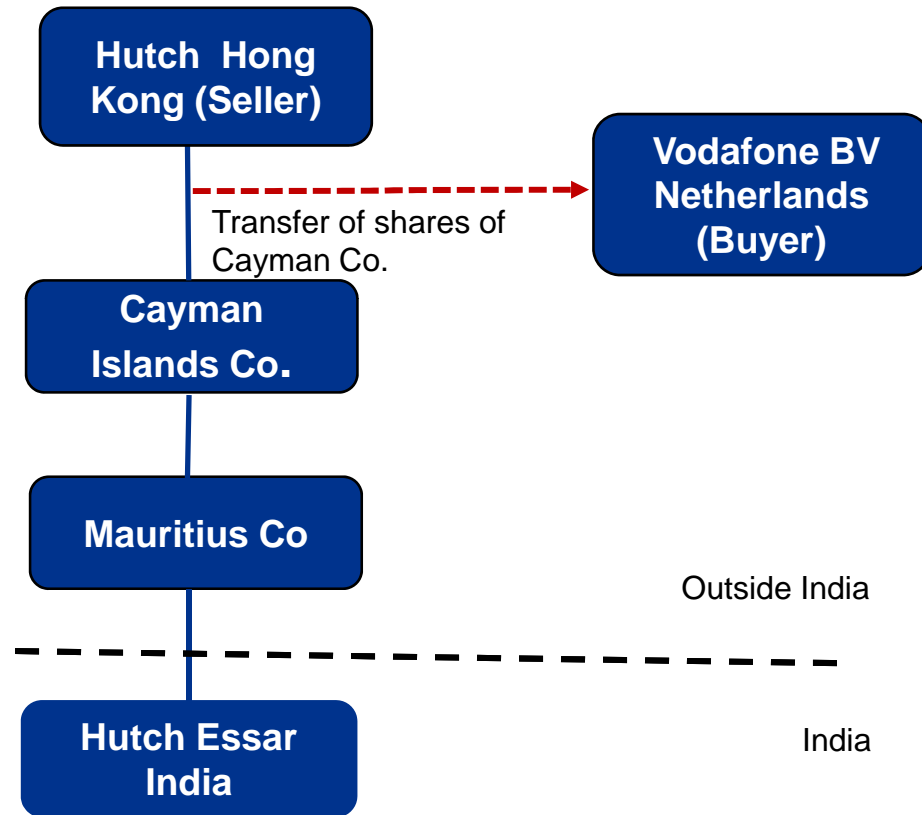 Hutch Hong
Kong (Seller)
Vodafone BV
Netherlands
(Buyer)
Transfer of shares of
Cayman Co.
Cayman
Islands Co.
Mauritius Co
Outside India
Hutch Essar
India
India